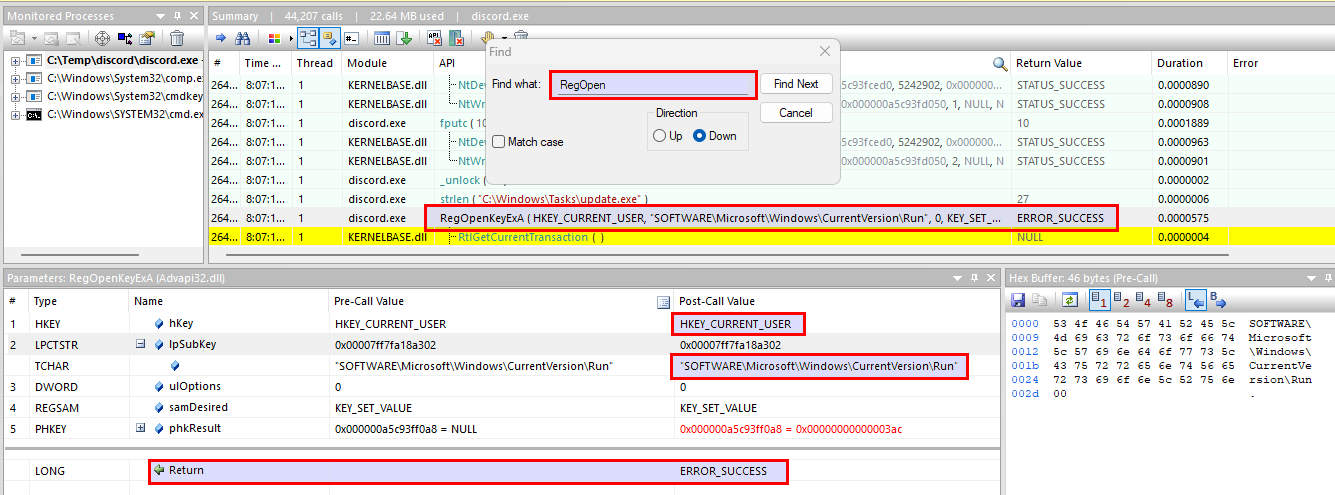 Monitored Processes
C:\Temp\discord\discord.exe -
C:\Windows\System32\comp.e
C:\Windows\System32\cmdkey
C:\Windows\SYSTEM32\cmd.ex
Summary | 44,207 calls | 22.64 MB used | discord.exe
# Time ... Thread Module API Return Value Duration Error
264... 8:07:1... 1 KERNELBASE.dll NtDe 5c93fced0, 5242902, 0x000000... STATUS_SUCCESS 0.0000890
264... 8:07:1... 1 KERNELBASE.dll NtWr 0x000000a5c93fd050, 1, NULL, N STATUS_SUCCESS 0.0000908
264... 8:07:1... 1 discord.exe fputc ( 10 10 0.0001889
264... 8:07:1... 1 KERNELBASE.dll NtDe 5c93fced0, 5242902, 0x000000... STATUS_SUCCESS 0.0000963
264... 8:07:1... 1 KERNELBASE.dll NtWr 0x000000a5c93fd050, 2, NULL, N STATUS_SUCCESS 0.0000901
264... 8:07:1... 1 discord.exe _unlock ( 0.0000002
264... 8:07:1... 1 discord.exe strlen ( "C:\Windows\Tasks\update.exe" ) 27 0.0000006
264... 8:07:1... 1 discord.exe RegOpenKeyExA ( HKEY_CURRENT_USER, "SOFTWARE\Microsoft\Windows\CurrentVersion\Run", 0, KEY_SET_... ERROR_SUCCESS 0.0000575
264... 8:07:1... 1 KERNELBASE.dll RtlGetCurrentTransaction ( ) NULL 0.0000004
Find
Find what: RegOpen Find Next
Direction Cancel
Match case Up Down
Parameters: RegOpenKeyExA (Advapi32.dll)
# Type Name Pre-Call Value Post-Call Value
1 HKEY hKey HKEY_CURRENT_USER HKEY_CURRENT_USER
2 LPCTSTR lpSubKey 0x00007ff7fa18a302 0x00007ff7fa18a302
TCHAR "SOFTWARE\Microsoft\Windows\CurrentVersion\Run" "SOFTWARE\Microsoft\Windows\CurrentVersion\Run"
3 DWORD ulOptions 0 0
4 REGSAM samDesired KEY_SET_VALUE KEY_SET_VALUE
5 PHKEY phkResult 0x000000a5c93ff0a8 = NULL 0x000000a5c93ff0a8 = 0x00000000000003ac
LONG Return ERROR_SUCCESS
Hex Buffer: 46 bytes (Pre-Call)
1 2 4 8 L B
0000 53 4f 46 54 57 41 52 45 5c SOFTWARE\
0009 4d 69 63 72 6f 73 6f 66 74 Microsoft
0012 5c 57 69 6e 64 6f 77 73 5c \Windows\
001b 43 75 72 72 65 6e 74 56 65 CurrentVe
0024 72 73 69 6f 6e 5c 52 75 6e rsion\Run
002d 00 .